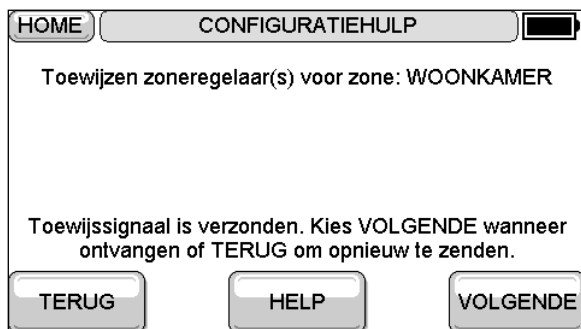 HOME CONFIGURATIEHULP
Toewijzen zoneregelaar(s) voor zone: WOONKAMER
Toewijssignaal is verzonden. Kies VOLGENDE wanneer
ontvangen of TERUG om opnieuw te zenden.
TERUG HELP VOLGENDE